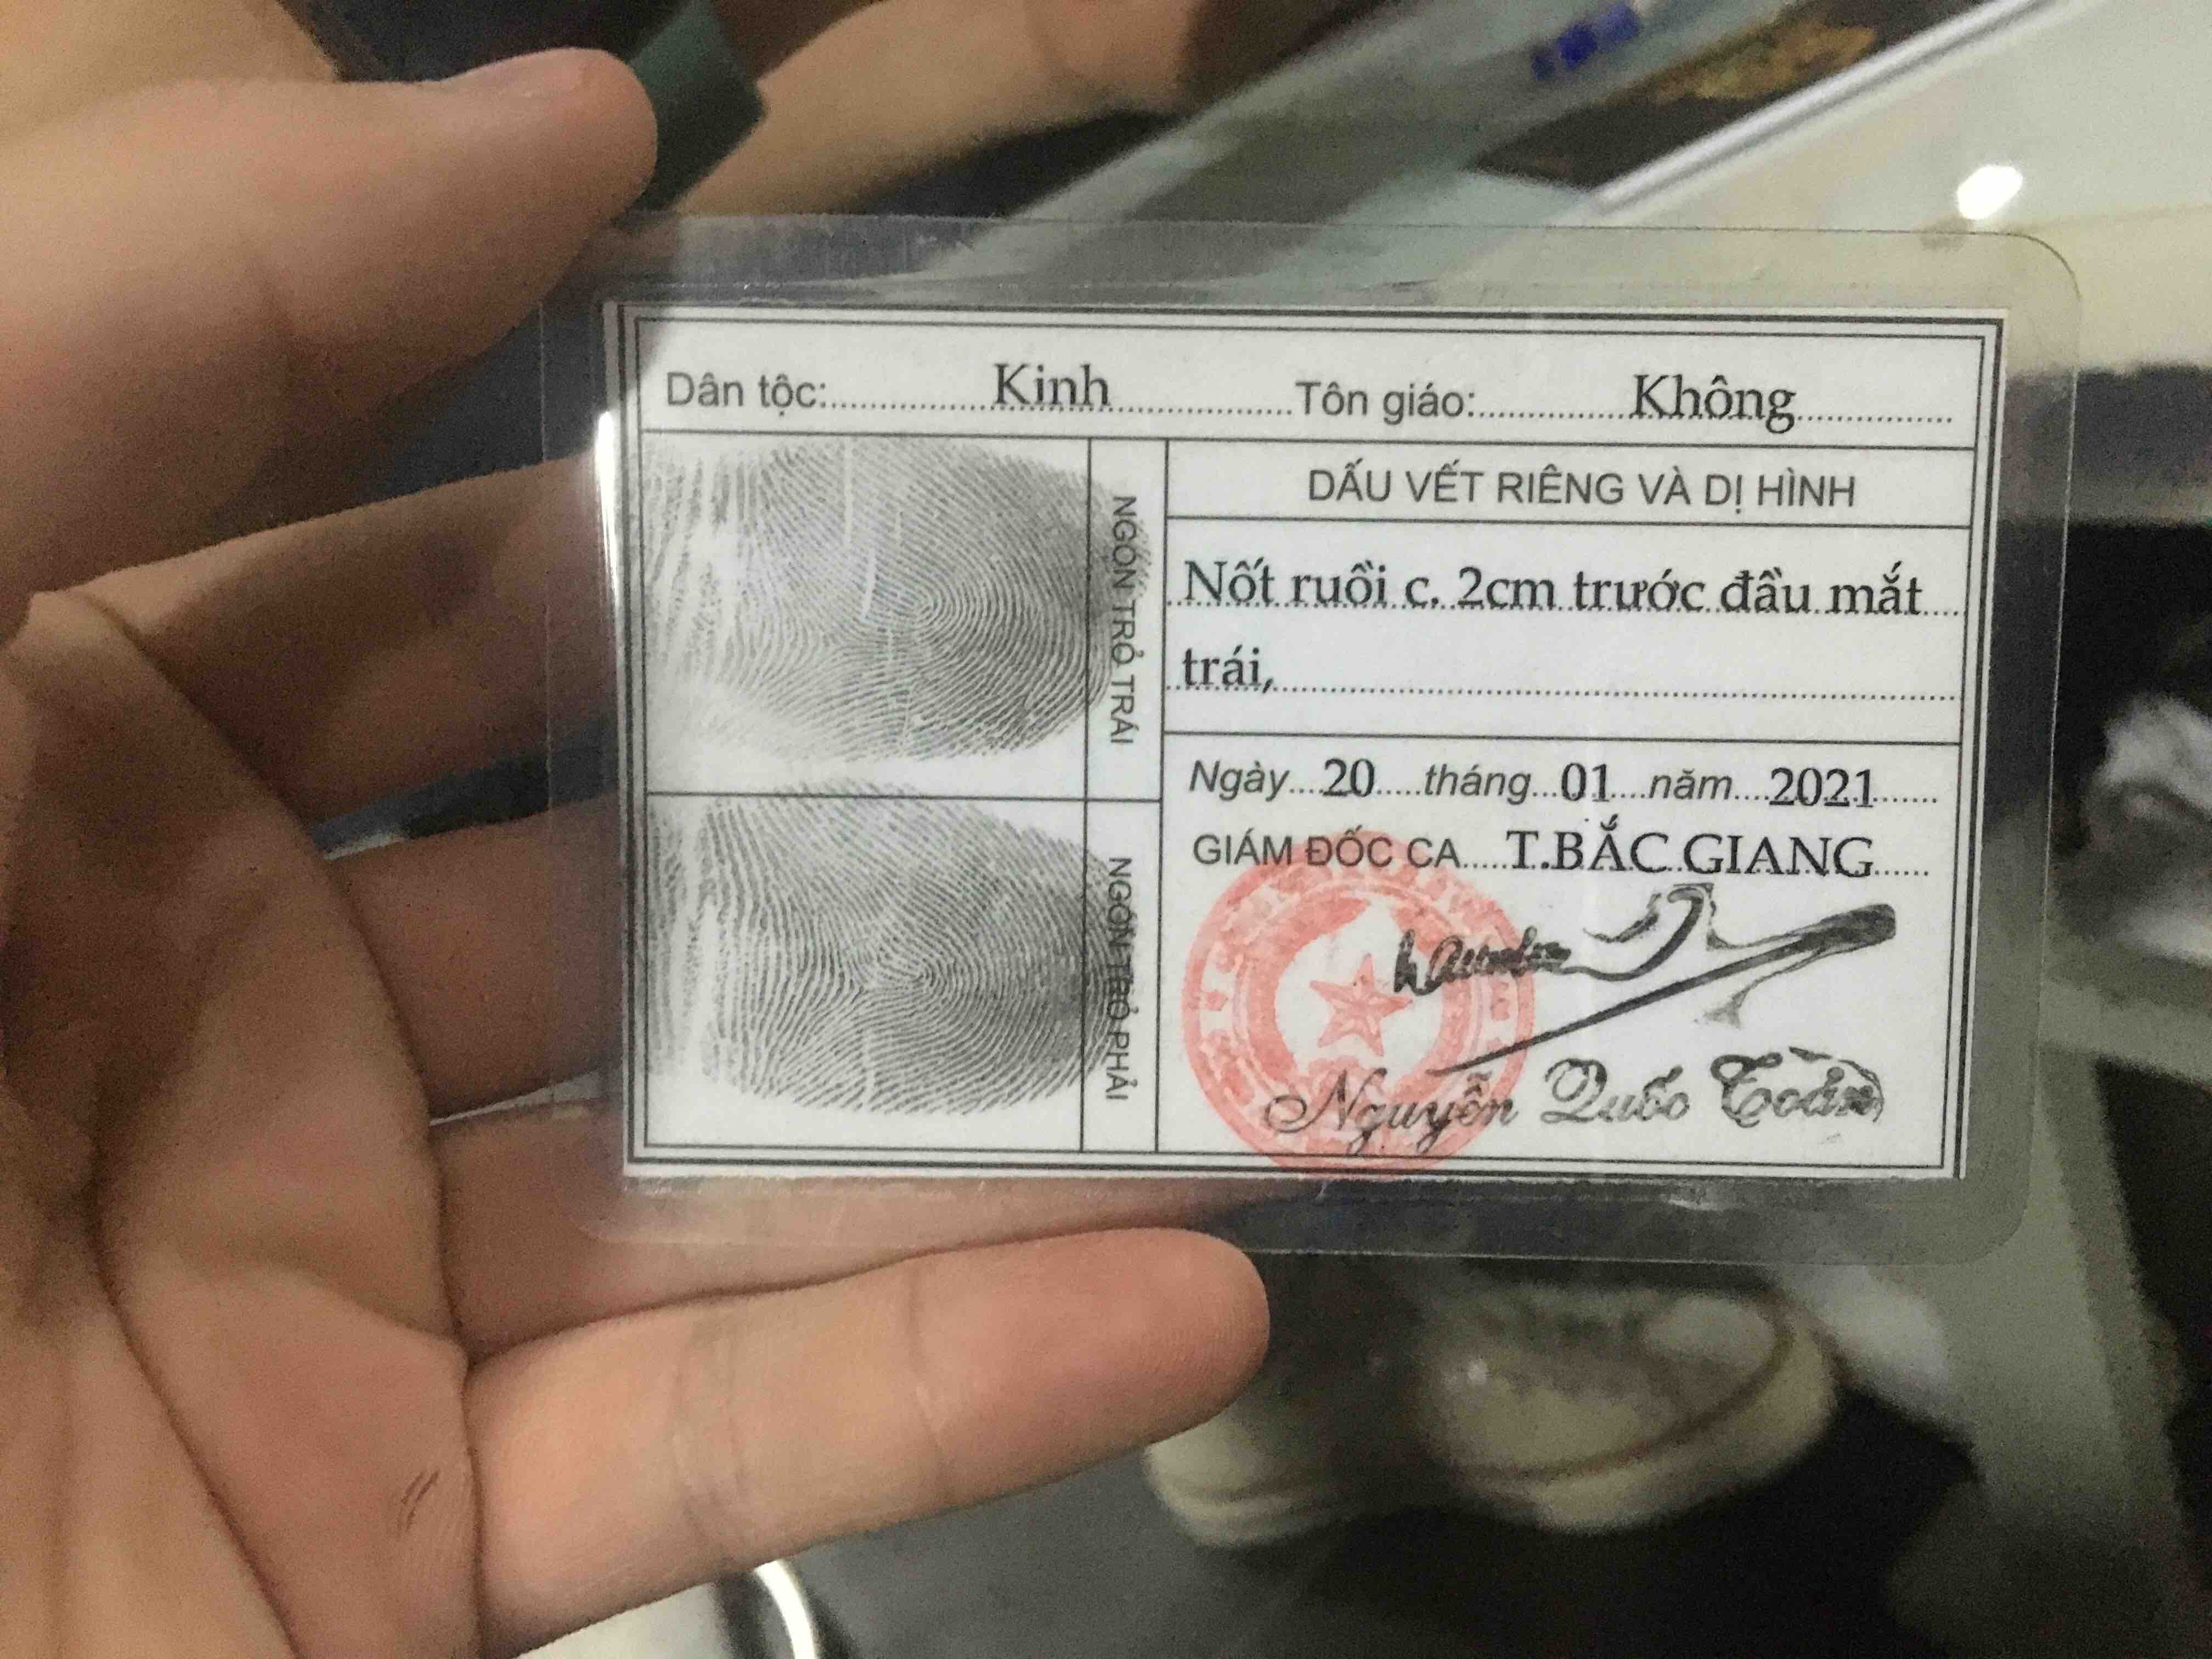 Dân tộc: Kinh Tôn giáo: Không
NGÓN TRỎ TRÁI
DẤU VẾT RIÊNG VÀ DỊ HÌNH
Nốt ruồi c. 2cm trước đầu mắt
trái,
NGÓN TRỎ PHẢI
Ngày 20 tháng 01 năm 2021
GIÁM ĐỐC CA T.BẮC GIANG
Nguyễn Quốc Toản